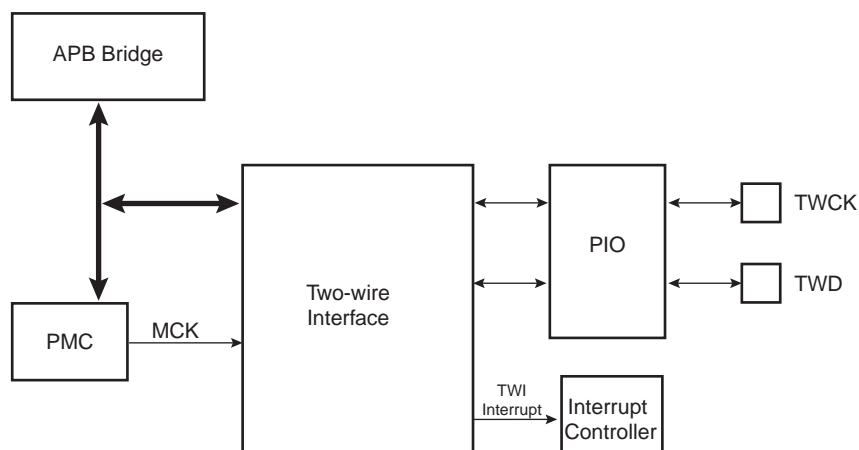 APB Bridge
TWCK
PIO
TWD
Two-wire
Interface
PMC
MCK
TWI
Interrupt
Interrupt
Controller